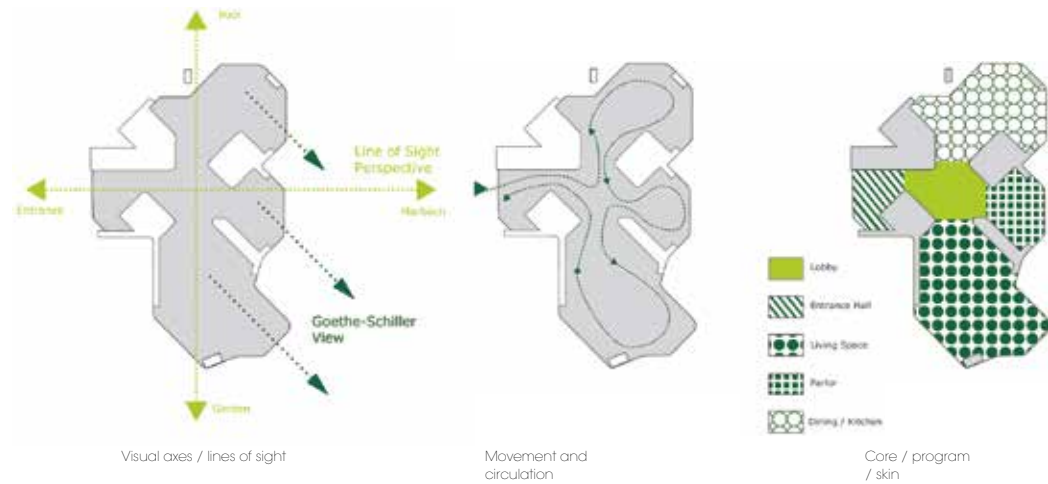 Line of Sight
Perspective
Entrance
Goethe-Schiller
View
Garden
Lobby
Entrance Hall
Living Space
Parlor
Dining / Kitchen
Visual axes / lines of sight
Movement and
circulation
Core / program
/ skin